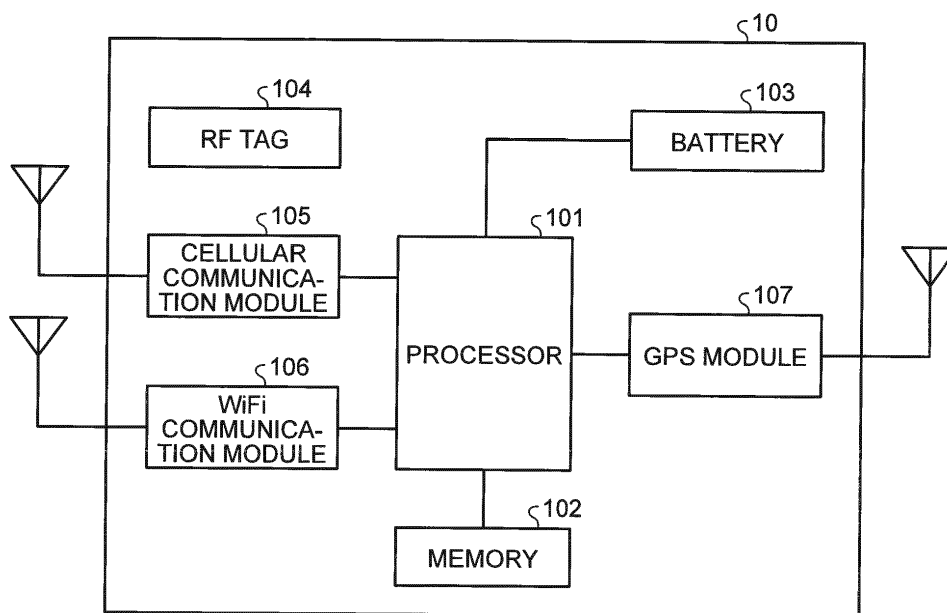 10
104
RF TAG
103
BATTERY
105
CELLULAR
COMMUNICA-
TION MODULE
101
PROCESSOR
107
GPS MODULE
106
WiFi
COMMUNICA-
TION MODULE
102
MEMORY